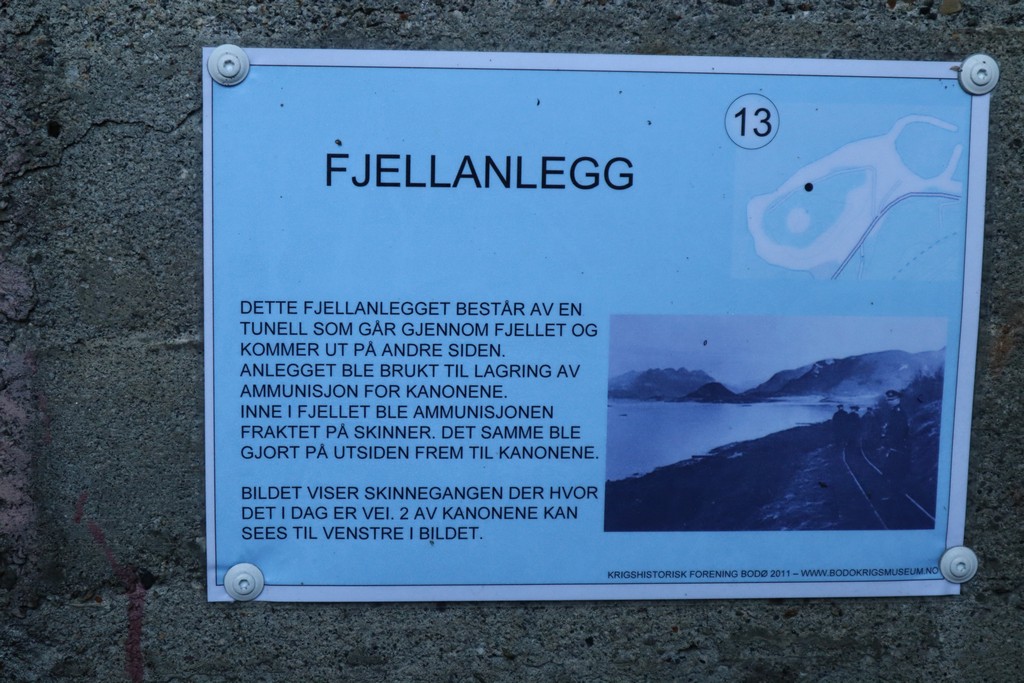 13
FJELLANLEGG
DETTE FJELLANLEGGET BESTÅR AV EN
TUNELL SOM GÅR GJENNOM FJELLET OG
KOMMER UT PÅ ANDRE SIDEN.
ANLEGGET BLE BRUKT TIL LAGRING AV
AMMUNISJON FOR KANONENE.
INNE I FJELLET BLE AMMUNISJONEN
FRAKTET PÅ SKINNER. DET SAMME BLE
GJORT PÅ UTSIDEN FREM TIL KANONENE.
BILDET VISER SKINNEGANGEN DER HVOR
DET I DAG ER VEI. 2 AV KANONENE KAN
SEES TIL VENSTRE I BILDET.
KRIGSHISTORISK FORENING BODØ 2011 – WWW.BODOKRIGSMUSEUM.NO